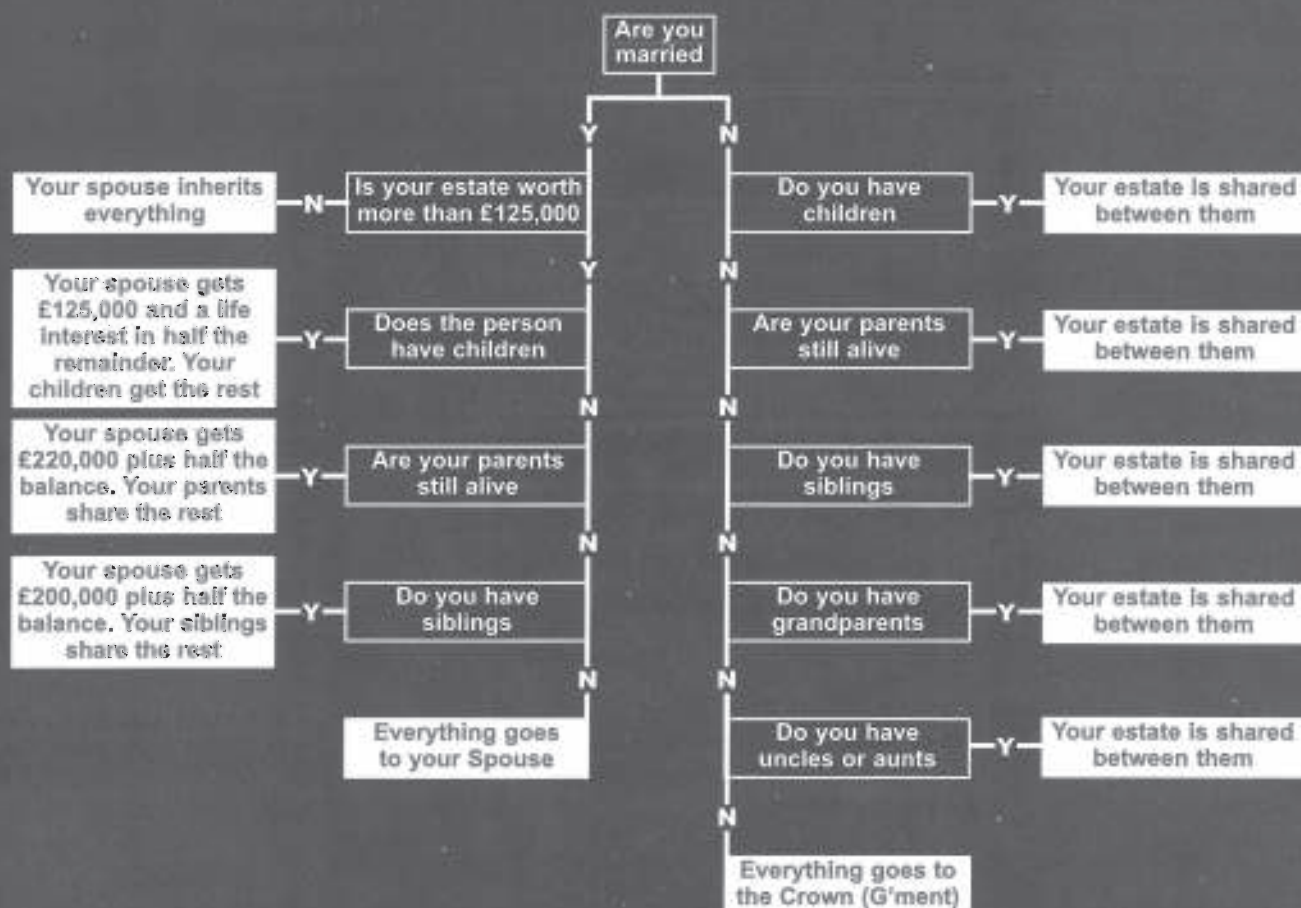 Are you
married
Y
N
Your spouse inherits
everything
N
Is your estate worth
more than £125,000
Do you have
children
Y
Your estate is shared
between them
Y
N
Your spouse gets
£125,000 and a life
interest in half the
remainder. Your
children get the rest
Y
Does the person
have children
Are your parents
still alive
Y
Your estate is shared
between them
N
N
Your spouse gets
£220,000 plus half the
balance. Your parents
share the rest
Y
Are your parents
still alive
Do you have
siblings
Y
Your estate is shared
between them
N
N
Your spouse gets
£200,000 plus half the
balance. Your siblings
share the rest
Y
Do you have
siblings
Do you have
grandparents
Y
Your estate is shared
between them
N
N
Everything goes
to your Spouse
Do you have
uncles or aunts
Y
Your estate is shared
between them
N
Everything goes to
the Crown (G'ment)